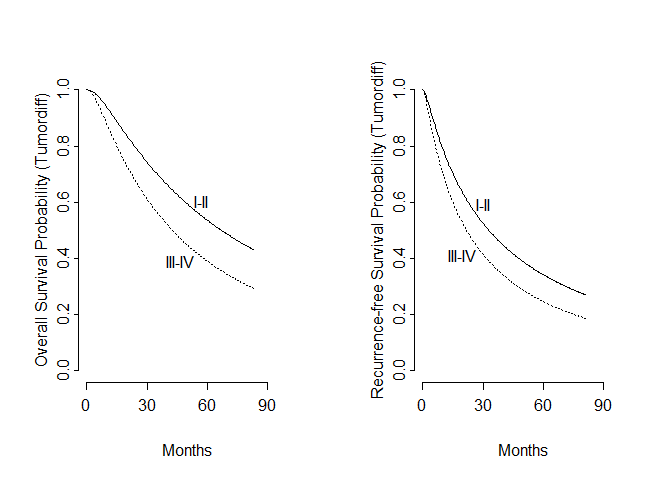 Overall Survival Probability (Tumordiff)
1.0
0.8
0.6
0.4
0.2
0.0
I-II
III-IV
0 30 60 90
Months
Recurrence-free Survival Probability (Tumordiff)
1.0
0.8
0.6
0.4
0.2
0.0
I-II
III-IV
0 30 60 90
Months